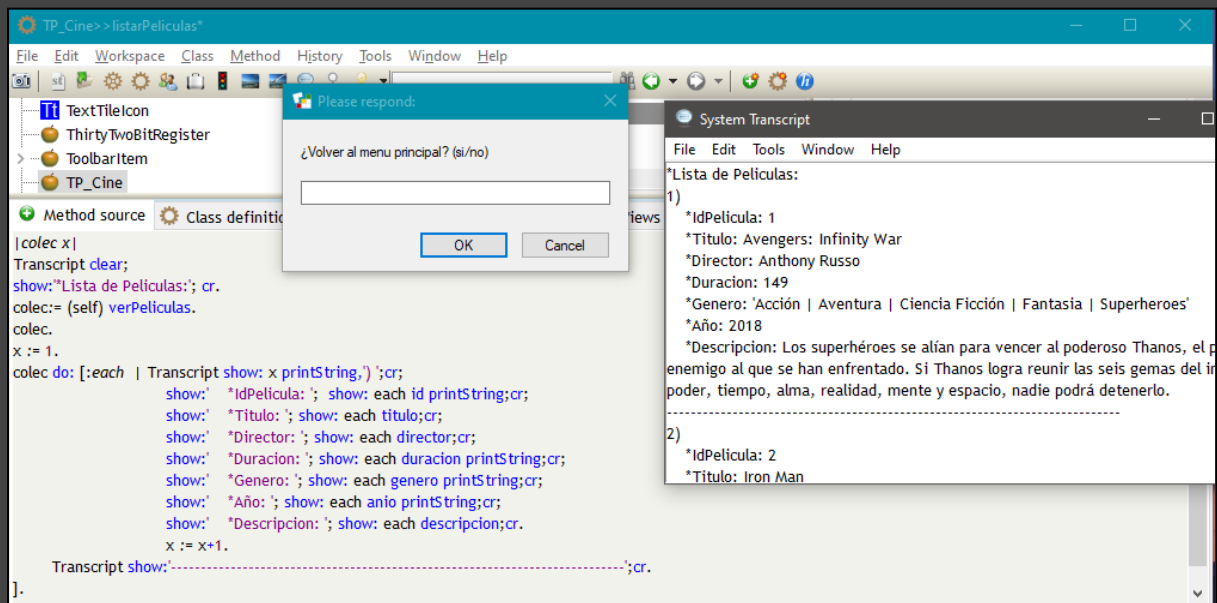 TP_Cine>>listarPeliculas*
File Edit Workspace Class Method History Tools Window Help
Tt TextTileIcon
ThirtyTwoBitRegister
ToolbarItem
TP_Cine
Method source Class definitio
iews
|colec x|
Transcript clear;
show:'*Lista de Peliculas:'; cr.
colec:= (self) verPeliculas.
colec.
x := 1.
colec do: [:each | Transcript show: x printString,') ';cr;
show:' *IdPelicula: '; show: each id printString;cr;
show:' *Titulo: '; show: each titulo;cr;
show:' *Director: '; show: each director;cr;
show:' *Duracion: '; show: each duracion printString;cr;
show:' *Genero: '; show: each genero printString;cr;
show:' *Año: '; show: each anio printString;cr;
show:' *Descripcion: '; show: each descripcion;cr.
x := x+1.
Transcript show:'----------------------------------------------------------------------------';cr.
].
Please respond:
¿Volver al menu principal? (si/no)
OK Cancel
System Transcript
File Edit Tools Window Help
*Lista de Peliculas:
1)
*IdPelicula: 1
*Titulo: Avengers: Infinity War
*Director: Anthony Russo
*Duracion: 149
*Genero: 'Acción | Aventura | Ciencia Ficción | Fantasia | Superheroes'
*Año: 2018
*Descripcion: Los superhéroes se alían para vencer al poderoso Thanos, el p
enemigo al que se han enfrentado. Si Thanos logra reunir las seis gemas del in
poder, tiempo, alma, realidad, mente y espacio, nadie podrá detenerlo.
----------------------------------------------------------------------------
2)
*IdPelicula: 2
*Titulo: Iron Man